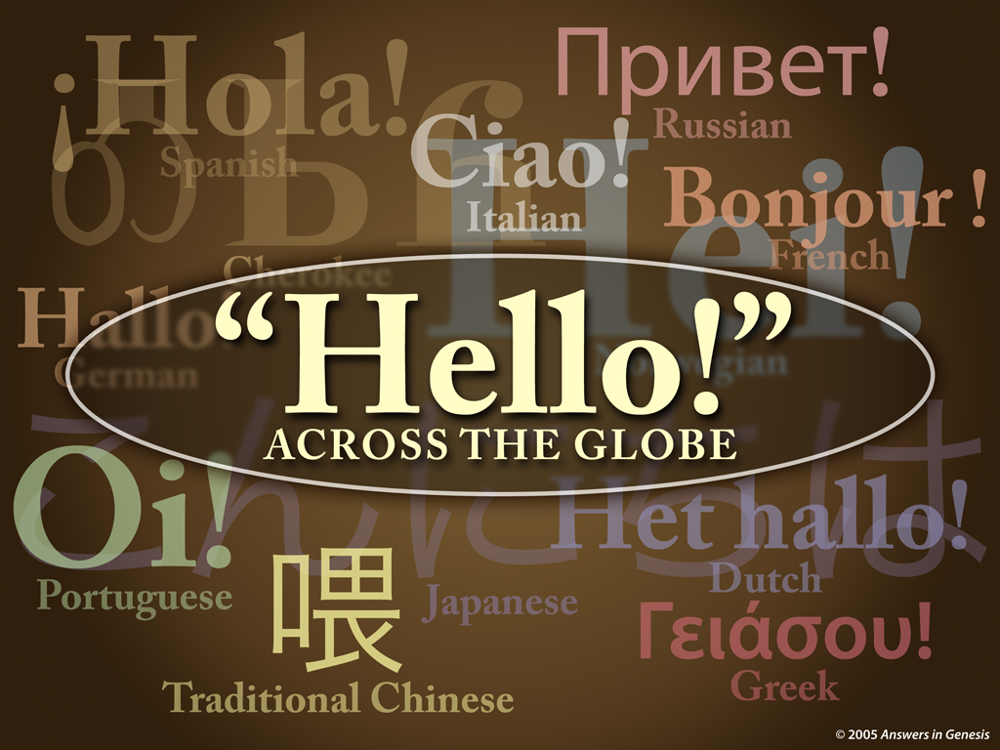 ¡Hola!
Spanish
Привет!
Russian
Ciao!
Italian
Bonjour !
French
ᎣᏏᏲ
Cherokee
Hei!
Norwegian
Hallo!
German
“Hello!”
ACROSS THE GLOBE
こんにちは
Japanese
Oi!
Portuguese
Het hallo!
Dutch
喂
Traditional Chinese
Γειάσου!
Greek
© 2005 Answers in Genesis